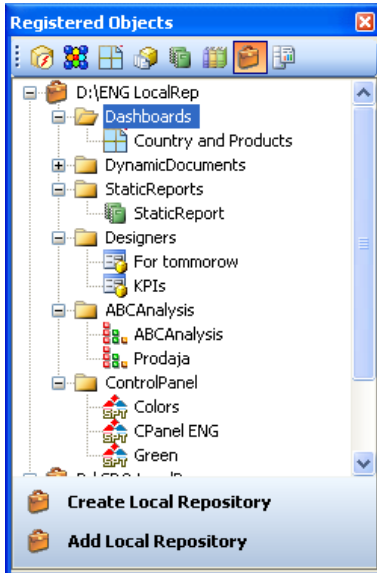 Registered Objects
D:\ENG LocalRep
Dashboards
Country and Products
DynamicDocuments
StaticReports
StaticReport
Designers
For tommorow
KPIs
ABCAnalysis
ABCAnalysis
Prodaja
ControlPanel
Colors
CPanel ENG
Green
Create Local Repository
Add Local Repository